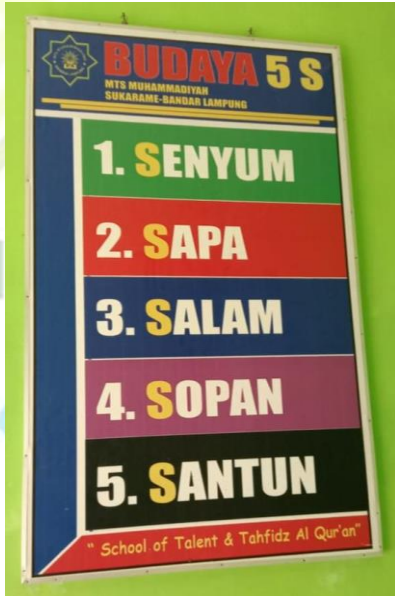 BUDAYA 5 S
MTS MUHAMMADIYAH
SUKARAME-BANDAR LAMPUNG
1. SENYUM
2. SAPA
3. SALAM
4. SOPAN
5. SANTUN
" School of Talent & Tahfidz Al Qur'an"